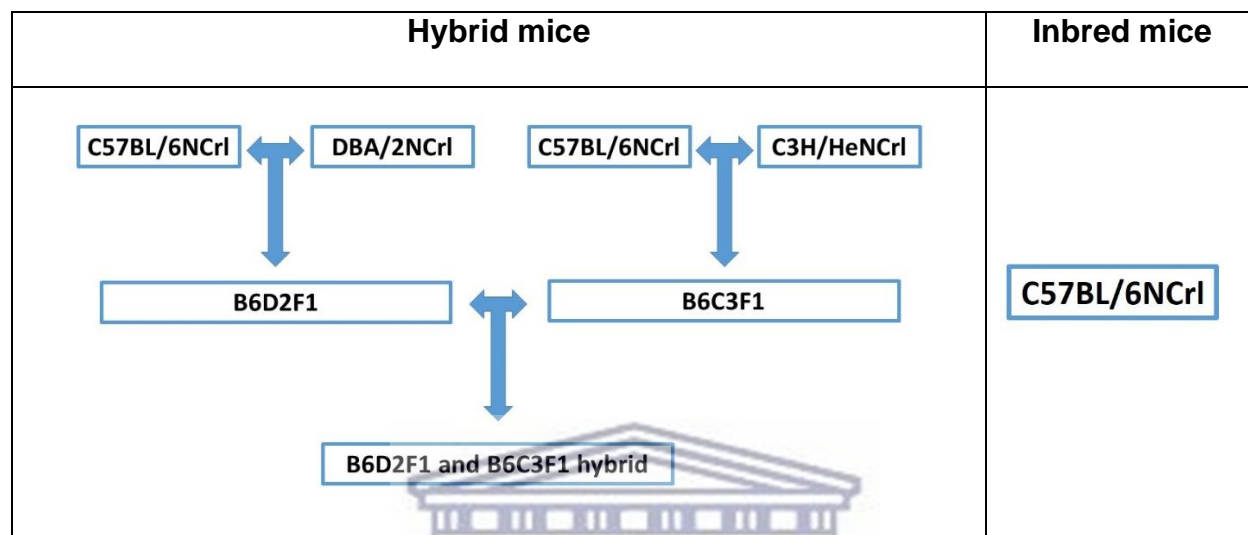 Hybrid mice
Inbred mice
C57BL/6NCrl
DBA/2NCrl
C57BL/6NCrl
C3H/HeNCrl
B6D2F1
B6C3F1
C57BL/6NCrl
B6D2F1 and B6C3F1 hybrid